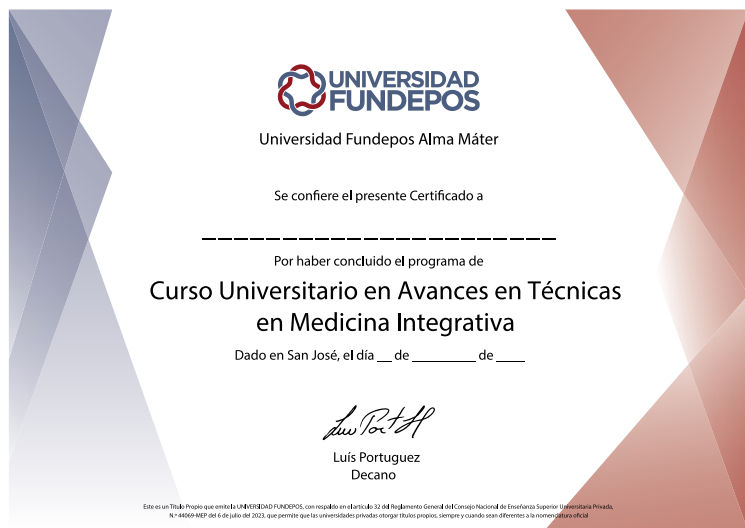 UNIVERSIDAD
FUNDEPOS
Universidad Fundepos Alma Máter
Se confiere el presente Certificado a
_______________________
Por haber concluido el programa de
Curso Universitario en Avances en Técnicas
en Medicina Integrativa
Dado en San José, el día __ de ________ de ____
Luís Portuguez
Decano
Este es un Título Propio que emite la UNIVERSIDAD FUNDEPOS, con respaldo en el artículo 32 del Reglamento General del Consejo Nacional de Enseñanza Superior Universitaria Privada,
N.º 44069-MEP del 6 de julio del 2023, que permite que las universidades privadas otorgar títulos propios, siempre y cuando sean diferentes a la nomenclatura oficial